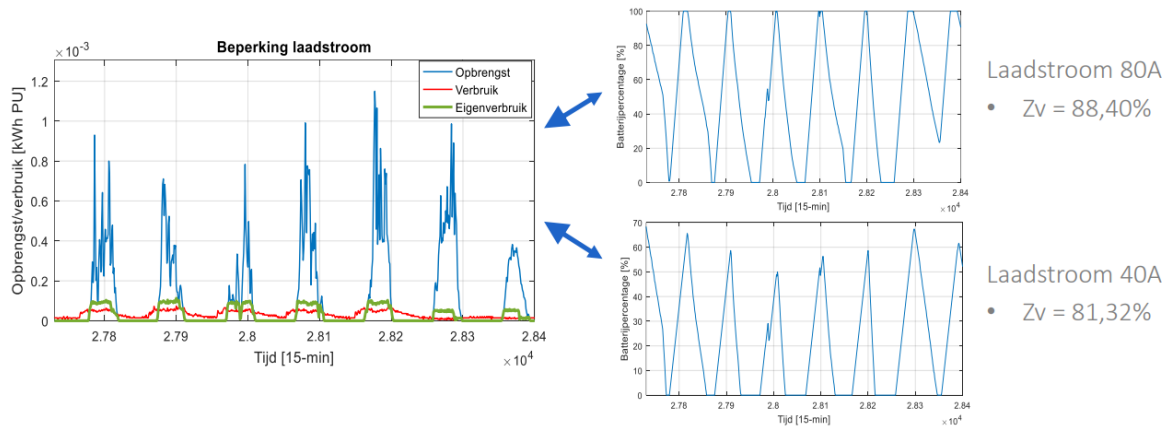 Beperking laadstroom
×10⁻³
Opbrengst/verbruik [kWh PU]
1.2
1
0.8
0.6
0.4
0.2
0
Opbrengst
Verbruik
Eigenverbruik
2.78 2.79 2.8 2.81 2.82 2.83 2.84
Tijd [15-min]
×10⁴
Batterijpercentage [%]
100
80
60
40
20
0
2.78 2.79 2.8 2.81 2.82 2.83 2.84
Tijd [15-min]
×10⁴
Laadstroom 80A
• Zv = 88,40%
Batterijpercentage [%]
70
60
50
40
30
20
10
0
2.78 2.79 2.8 2.81 2.82 2.83 2.84
Tijd [15-min]
×10⁴
Laadstroom 40A
• Zv = 81,32%